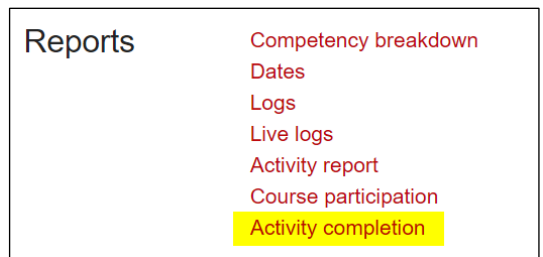 Reports
Competency breakdown
Dates
Logs
Live logs
Activity report
Course participation
Activity completion